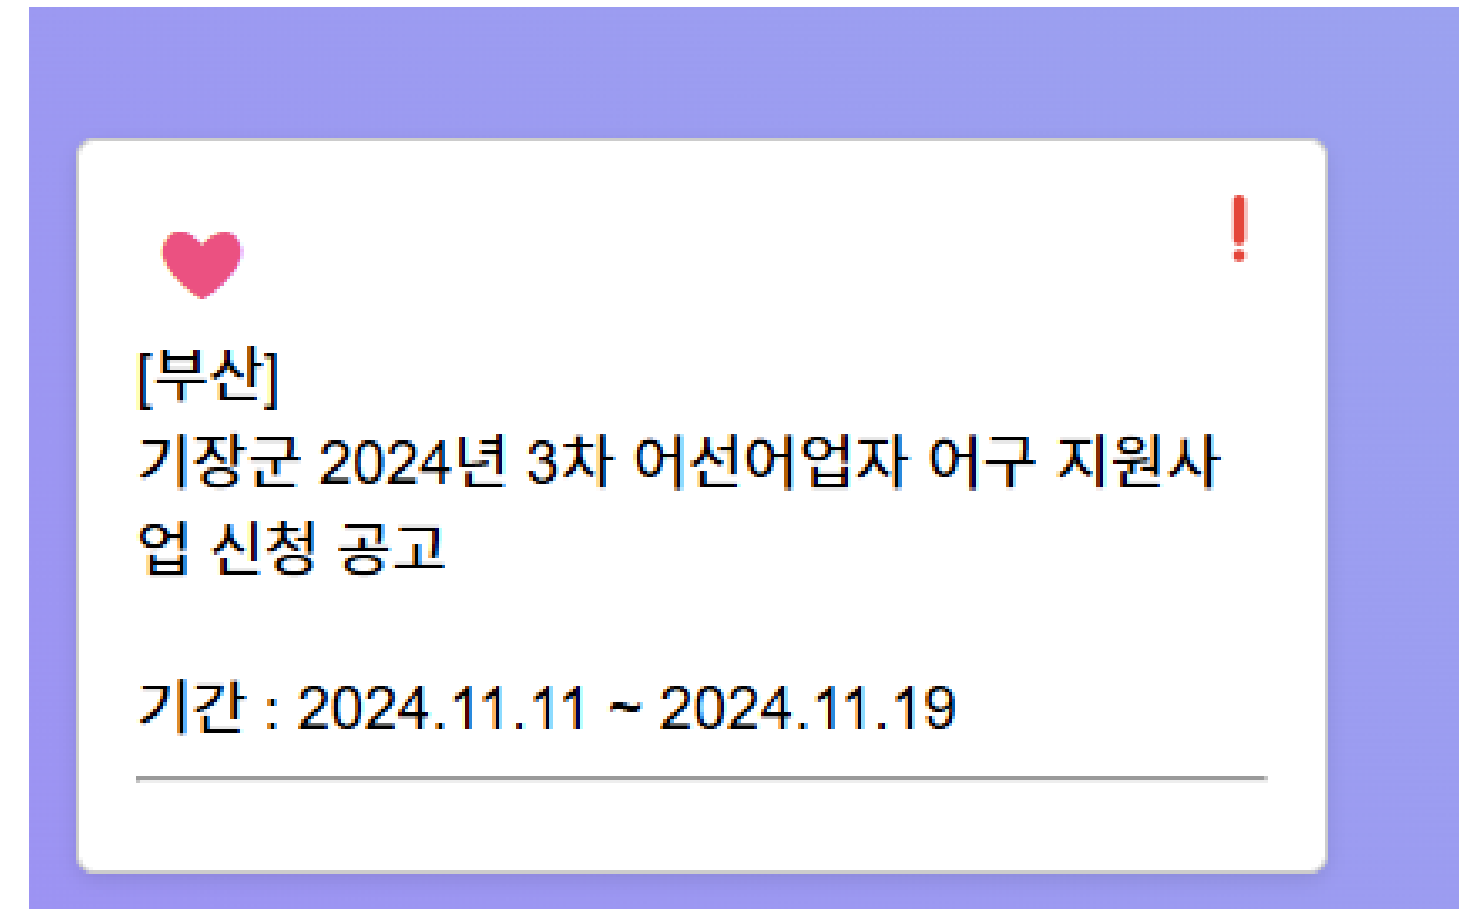 [부산]
기장군 2024년 3차 어선어업자 어구 지원사
업 신청 공고
기간 : 2024.11.11 ~ 2024.11.19